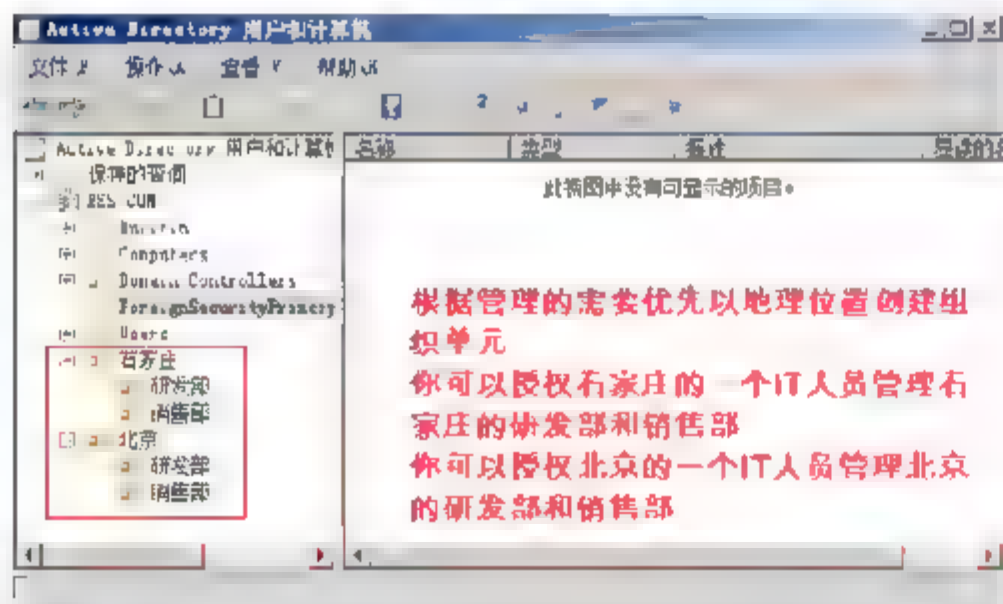 Active Directory 用户和计算机
文件 操作 查看 帮助
Active Directory 用户和计算机
名称 类型 描述
保存的查询
此视图中没有可显示的项目。
Computers
Domain Controllers
Users
石家庄
研发部
销售部
北京
研发部
销售部
根据管理的需要优先以地理位置创建组
织单元
你可以授权石家庄的一个IT人员管理石
家庄的研发部和销售部
你可以授权北京的一个IT人员管理北京
的研发部和销售部